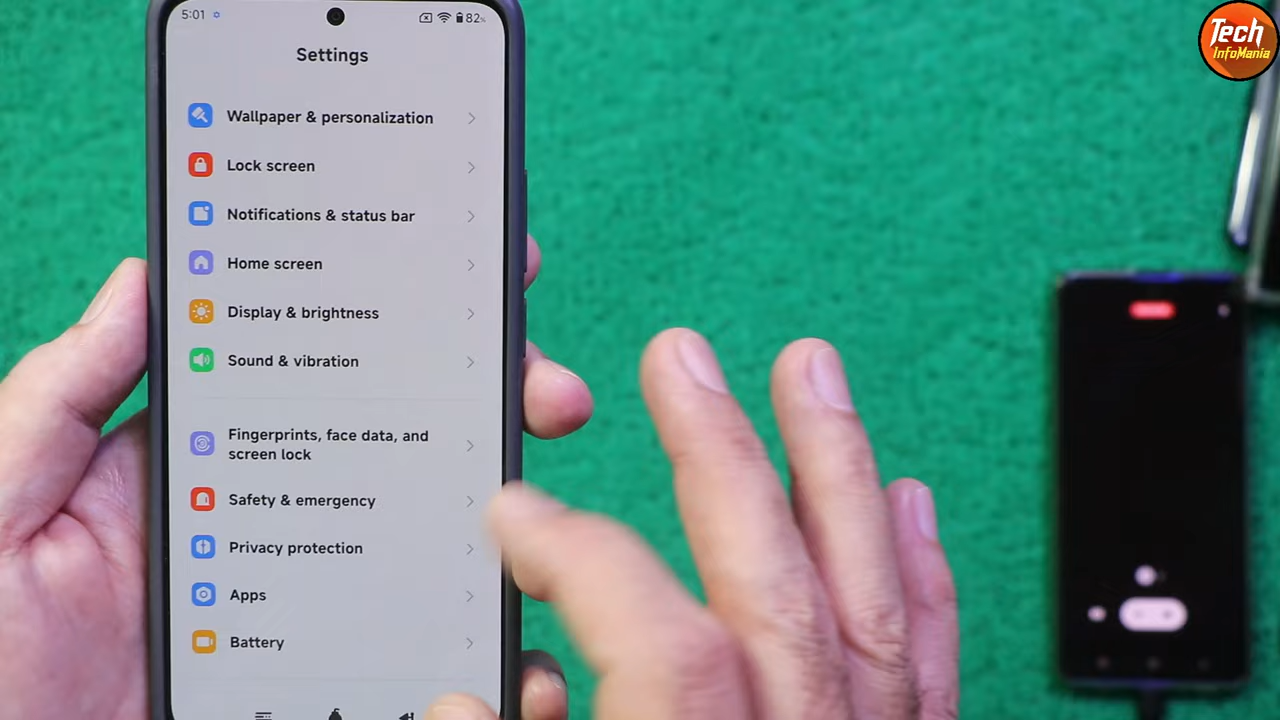 5:01
82%
Settings
Wallpaper & personalization
Lock screen
Notifications & status bar
Home screen
Display & brightness
Sound & vibration
Fingerprints, face data, and
screen lock
Safety & emergency
Privacy protection
Apps
Battery
Tech
InfoMania